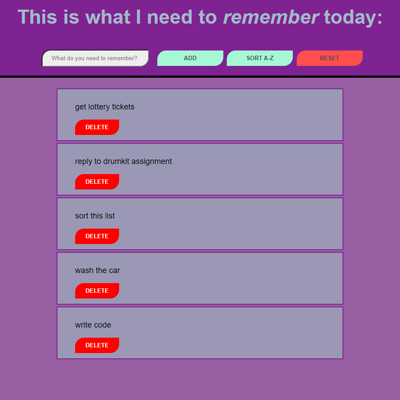 This is what I need to remember today:
What do you need to remember?
ADD
SORT A-Z
RESET
get lottery tickets
DELETE
reply to drumkit assignment
DELETE
sort this list
DELETE
wash the car
DELETE
write code
DELETE